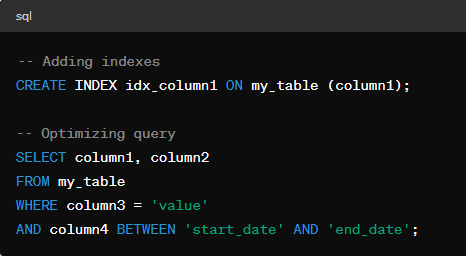 sql
-- Adding indexes
CREATE INDEX idx_column1 ON my_table (column1);
-- Optimizing query
SELECT column1, column2
FROM my_table
WHERE column3 = 'value'
AND column4 BETWEEN 'start_date' AND 'end_date';